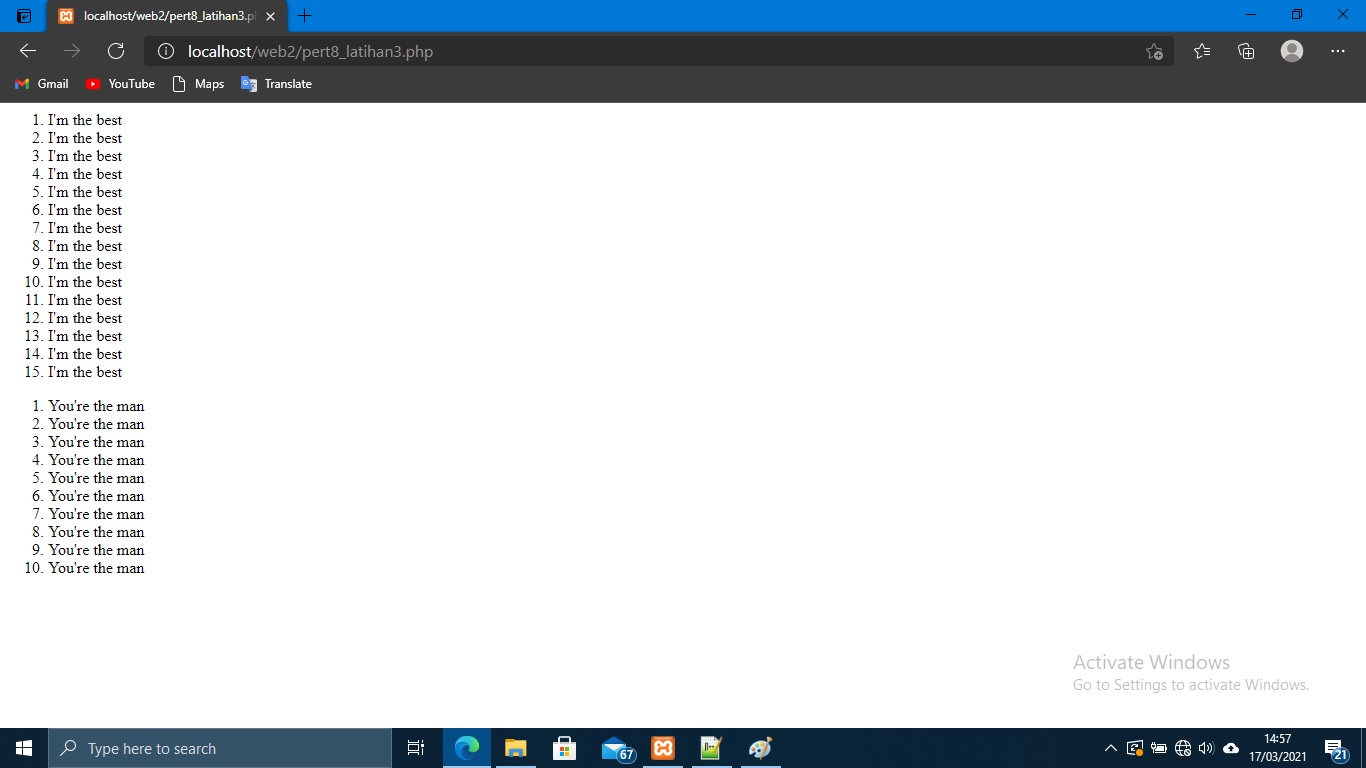 localhost/web2/pert8_latihan3.p
localhost/web2/pert8_latihan3.php
Gmail YouTube Maps Translate
1. I'm the best
2. I'm the best
3. I'm the best
4. I'm the best
5. I'm the best
6. I'm the best
7. I'm the best
8. I'm the best
9. I'm the best
10. I'm the best
11. I'm the best
12. I'm the best
13. I'm the best
14. I'm the best
15. I'm the best
1. You're the man
2. You're the man
3. You're the man
4. You're the man
5. You're the man
6. You're the man
7. You're the man
8. You're the man
9. You're the man
10. You're the man
Activate Windows
Go to Settings to activate Windows.
Type here to search
67
14:57
17/03/2021
21